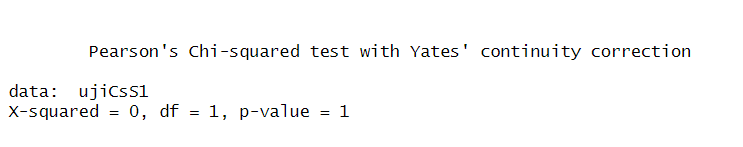 Pearson's Chi-squared test with Yates' continuity correction
data: ujiCsS1
X-squared = 0, df = 1, p-value = 1